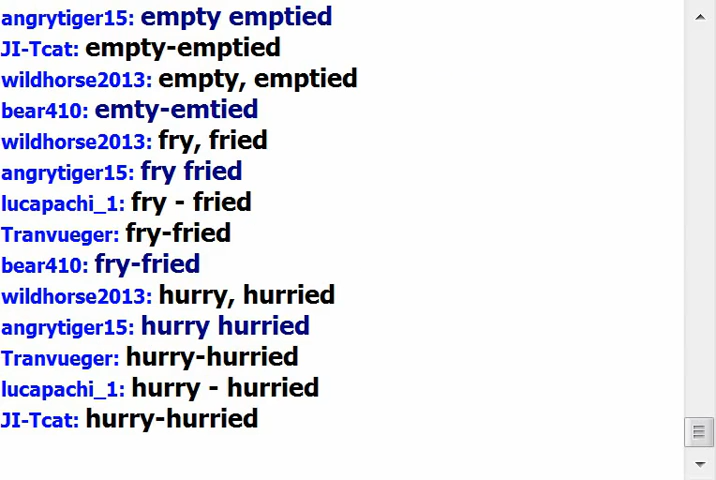 angrytiger15: empty emptied
JI-Tcat: empty-emptied
wildhorse2013: empty, emptied
bear410: emty-emtied
wildhorse2013: fry, fried
angrytiger15: fry fried
lucapachi_1: fry - fried
Tranvueger: fry-fried
bear410: fry-fried
wildhorse2013: hurry, hurried
angrytiger15: hurry hurried
Tranvueger: hurry-hurried
lucapachi_1: hurry - hurried
JI-Tcat: hurry-hurried